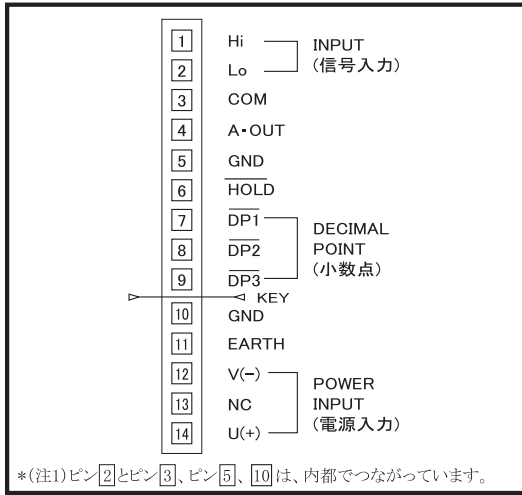 1 Hi
INPUT
(信号入力)
2 Lo
3 COM
4 A-OUT
5 GND
6 HOLD
7 DP1
DECIMAL
POINT
(小数点)
8 DP2
9 DP3
KEY
10 GND
11 EARTH
12 V(−)
POWER
INPUT
(電源入力)
13 NC
14 U(+)
*(注1)ピン2とピン3、ピン5、10は、内都でつながっています。